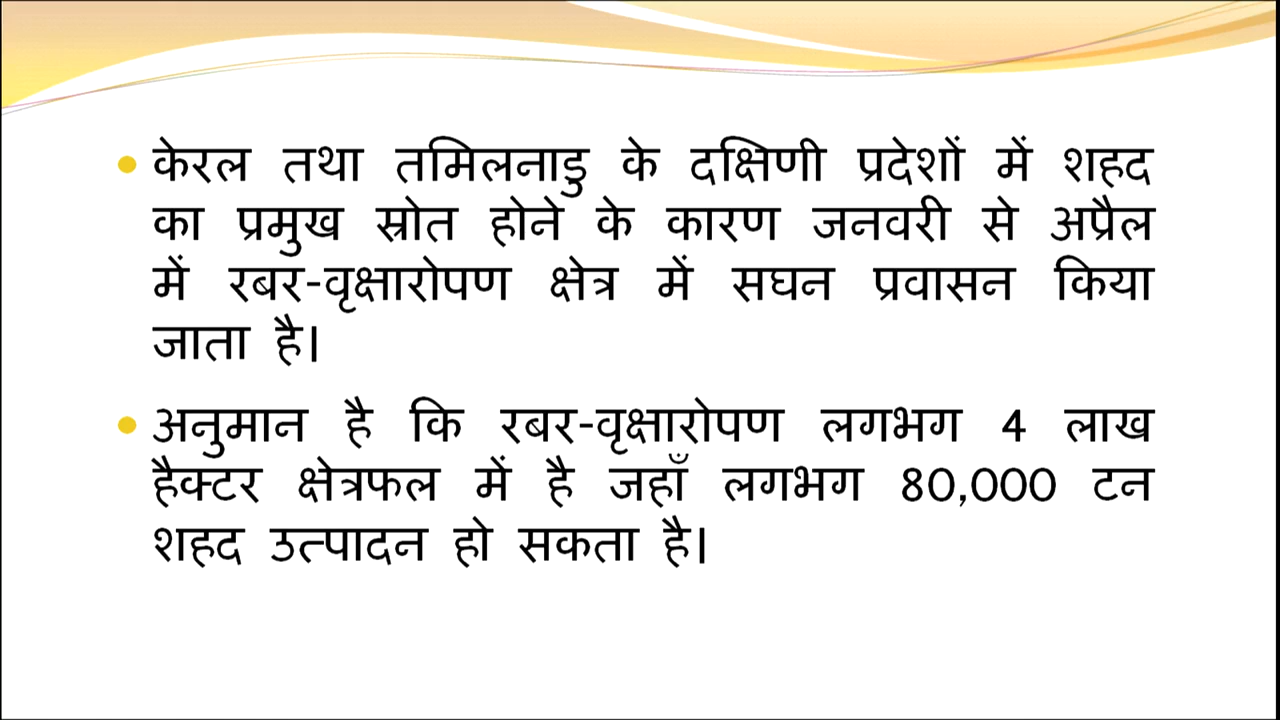 • केरल तथा तमिलनाडु के दक्षिणी प्रदेशों में शहद
का प्रमुख स्रोत होने के कारण जनवरी से अप्रैल
में रबर-वृक्षारोपण क्षेत्र में सघन प्रवासन किया
जाता है।
• अनुमान है कि रबर-वृक्षारोपण लगभग 4 लाख
हैक्टर क्षेत्रफल में है जहाँ लगभग 80,000 टन
शहद उत्पादन हो सकता है।